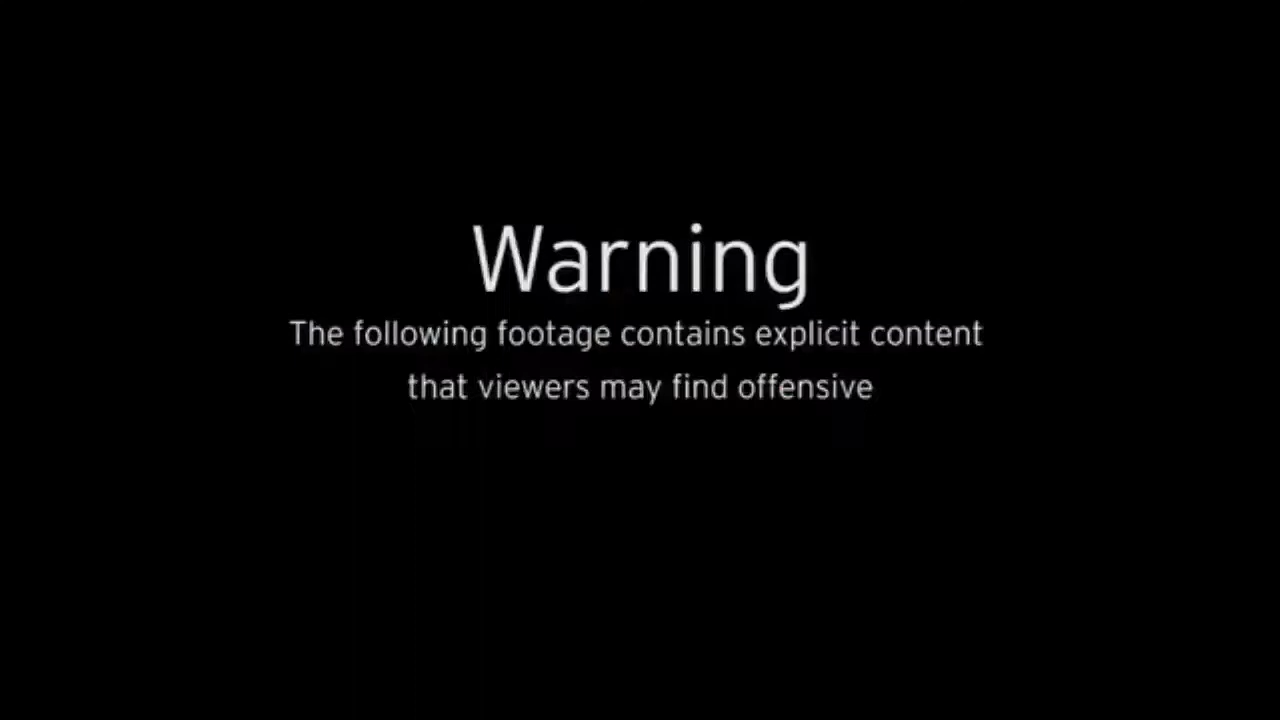 Warning
The following footage contains explicit content
that viewers may find offensive